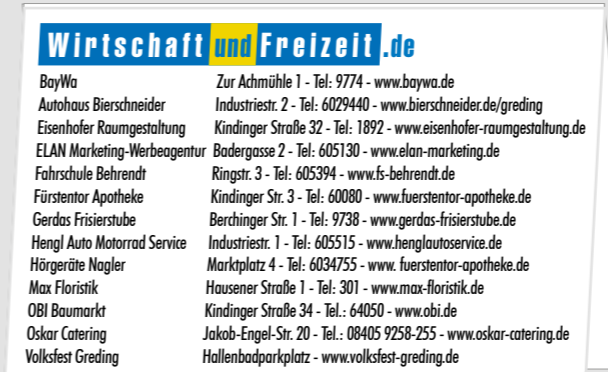 Wirtschaft und Freizeit.de
BayWa Zur Achmühle 1 - Tel: 9774 - www.baywa.de
Autohaus Bierschneider Industriestr. 2 - Tel: 6029440 - www.bierschneider.de/greding
Eisenhofer Raumgestaltung Kindinger Straße 32 - Tel: 1892 - www.eisenhofer-raumgestaltung.de
ELAN Marketing-Werbeagentur Badergasse 2 - Tel: 605130 - www.elan-marketing.de
Fahrschule Behrendt Ringstr. 3 - Tel: 605394 - www.fs-behrendt.de
Fürstentor Apotheke Kindinger Str. 3 - Tel: 60080 - www.fuerstentor-apotheke.de
Gerdas Frisierstube Berchinger Str. 1 - Tel: 9738 - www.gerdas-frisierstube.de
Hengl Auto Motorrad Service Industriestr. 1 - Tel: 605515 - www.henglautoservice.de
Hörgeräte Nagler Marktplatz 4 - Tel: 6034755 - www. fuerstentor-apotheke.de
Max Floristik Hausener Straße 1 - Tel: 301 - www.max-floristik.de
OBI Baumarkt Kindinger Straße 34 - Tel.: 64050 - www.obi.de
Oskar Catering Jakob-Engel-Str. 20 - Tel.: 08405 9258-255 - www.oskar-catering.de
Volksfest Greding Hallenbadparkplatz - www.volksfest-greding.de